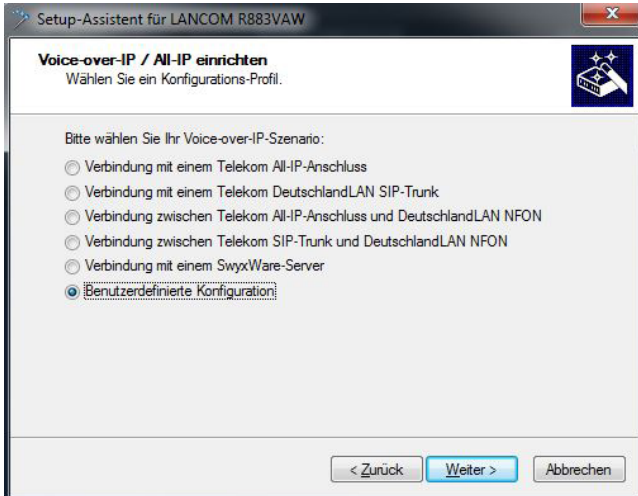 Setup-Assistent für LANCOM R883VAW
Voice-over-IP / All-IP einrichten
Wählen Sie ein Konfigurations-Profil.
Bitte wählen Sie Ihr Voice-over-IP-Szenario:
Verbindung mit einem Telekom All-IP-Anschluss
Verbindung mit einem Telekom DeutschlandLAN SIP-Trunk
Verbindung zwischen Telekom All-IP-Anschluss und DeutschlandLAN NFON
Verbindung zwischen Telekom SIP-Trunk und DeutschlandLAN NFON
Verbindung mit einem SwyxWare-Server
Benutzerdefinierte Konfiguration
< Zurück Weiter > Abbrechen